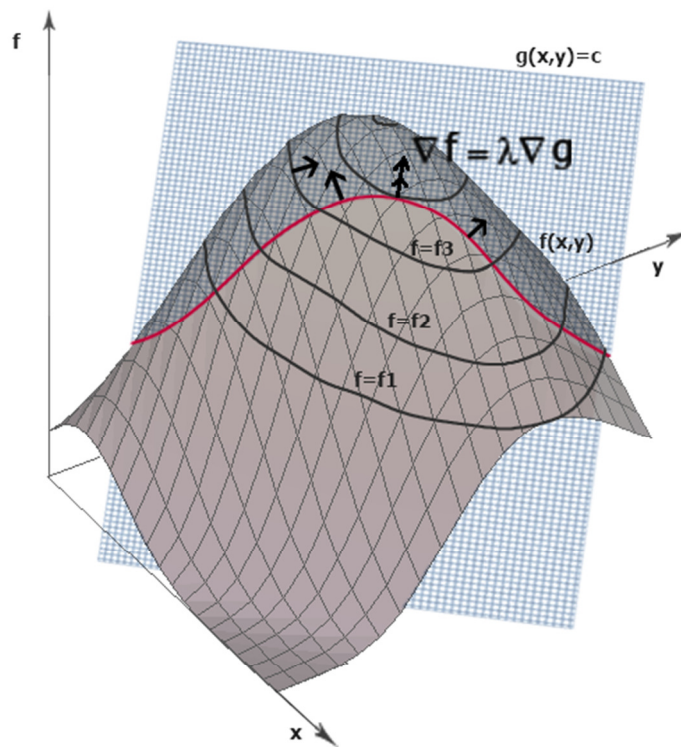 f
g(x,y)=c
∇f = λ∇g
f=f3
f(x,y)
y
f=f2
f=f1
x